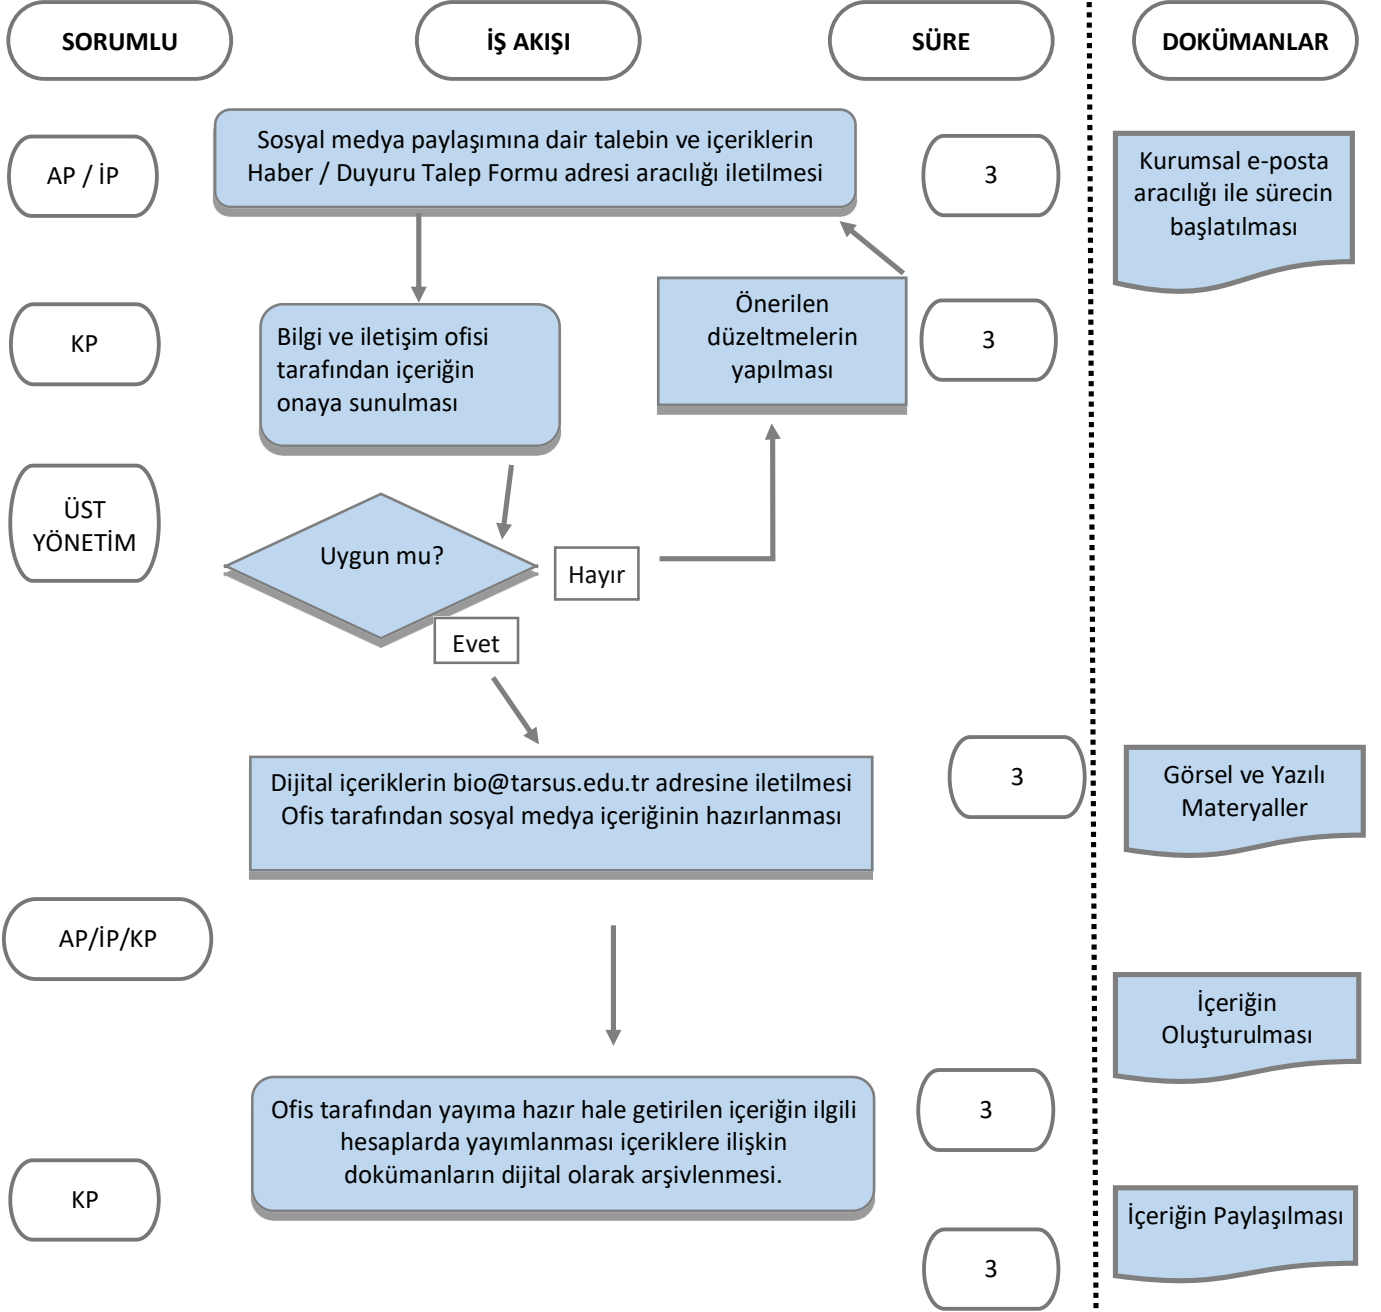 SORUMLU
İŞ AKIŞI
SÜRE
DOKÜMANLAR
AP / İP
Sosyal medya paylaşımına dair talebin ve içeriklerin
Haber / Duyuru Talep Formu adresi aracılığı iletilmesi
3
Kurumsal e-posta
aracılığı ile sürecin
başlatılması
KP
Bilgi ve iletişim ofisi
tarafından içeriğin
onaya sunulması
Önerilen
düzeltmelerin
yapılması
3
ÜST
YÖNETİM
Uygun mu?
Hayır
Evet
Dijital içeriklerin bio@tarsus.edu.tr adresine iletilmesi
Ofis tarafından sosyal medya içeriğinin hazırlanması
3
Görsel ve Yazılı
Materyaller
AP/İP/KP
İçeriğin
Oluşturulması
Ofis tarafından yayıma hazır hale getirilen içeriğin ilgili
hesaplarda yayımlanması içeriklere ilişkin
dokümanların dijital olarak arşivlenmesi.
3
KP
İçeriğin Paylaşılması
3